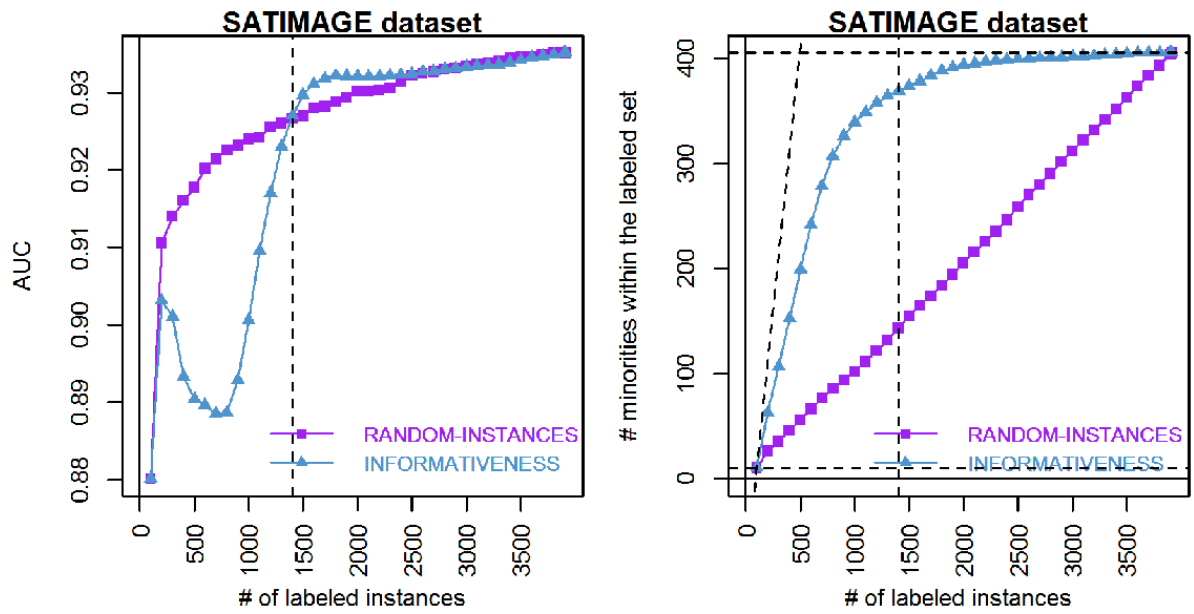 SATIMAGE dataset
AUC
0.93
0.92
0.91
0.90
0.89
0.88
RANDOM-INSTANCES
INFORMATIVENESS
0
500
1000
1500
2000
2500
3000
3500
# of labeled instances
SATIMAGE dataset
# minorities within the labeled set
400
300
200
100
0
RANDOM-INSTANCES
INFORMATIVENESS
0
500
1000
1500
2000
2500
3000
3500
# of labeled instances